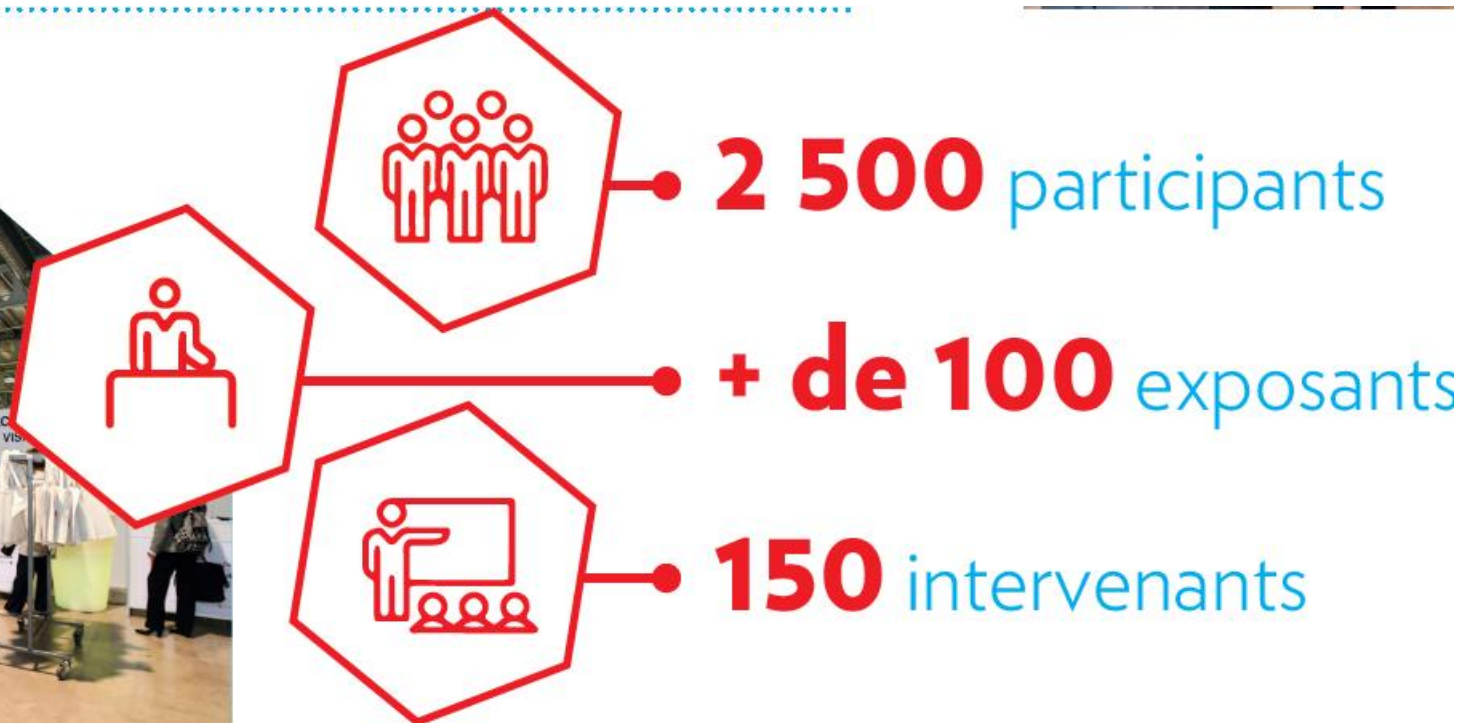 2 500 participants
+ de 100 exposants
150 intervenants